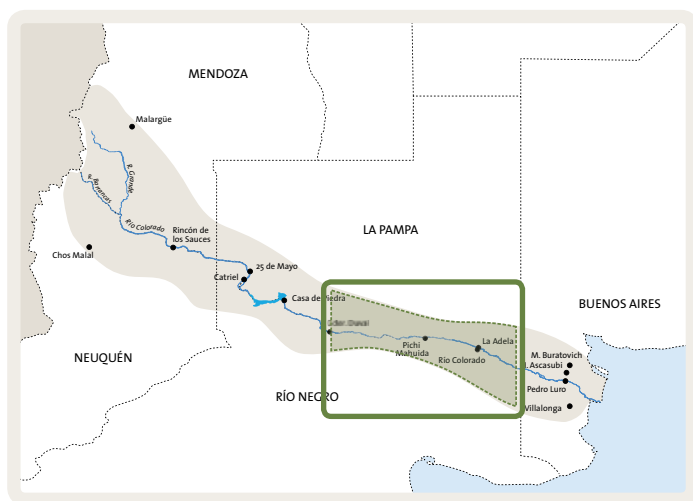 MENDOZA
Malargüe
R. Grande
R. Barrancas
Río Colorado
Rincón de
los Sauces
LA PAMPA
Chos Malal
25 de Mayo
Catriel
Casa de Piedra
BUENOS AIRES
NEUQUÉN
Pichi
Mahuida
La Adela
Río Colorado
M. Buratovich
H. Ascasubi
Pedro Luro
Villalonga
RÍO NEGRO